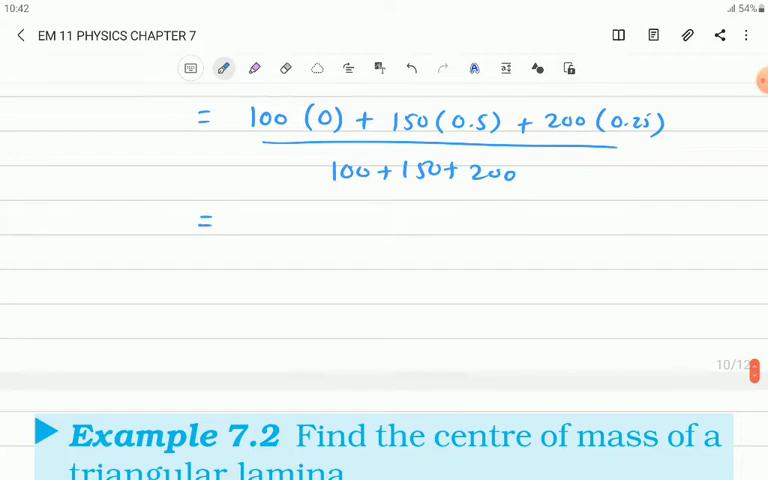 10:42 54%
EM 11 PHYSICS CHAPTER 7
= 100 (0) + 150 (0.5) + 200 (0.25)
100 + 150 + 200
=
10/12
Example 7.2 Find the centre of mass of a
triangular lamina